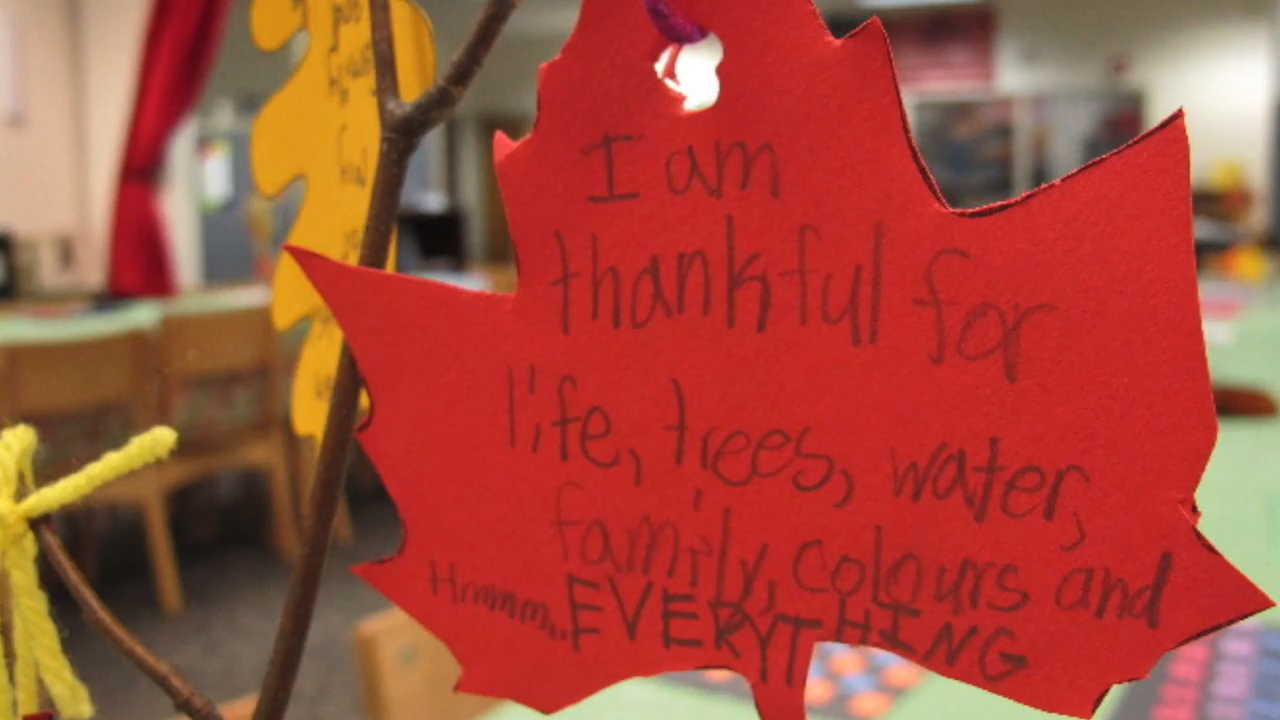 I am
thankful for
life, trees, water,
family, colours and
Hmmm... EVERYTHING